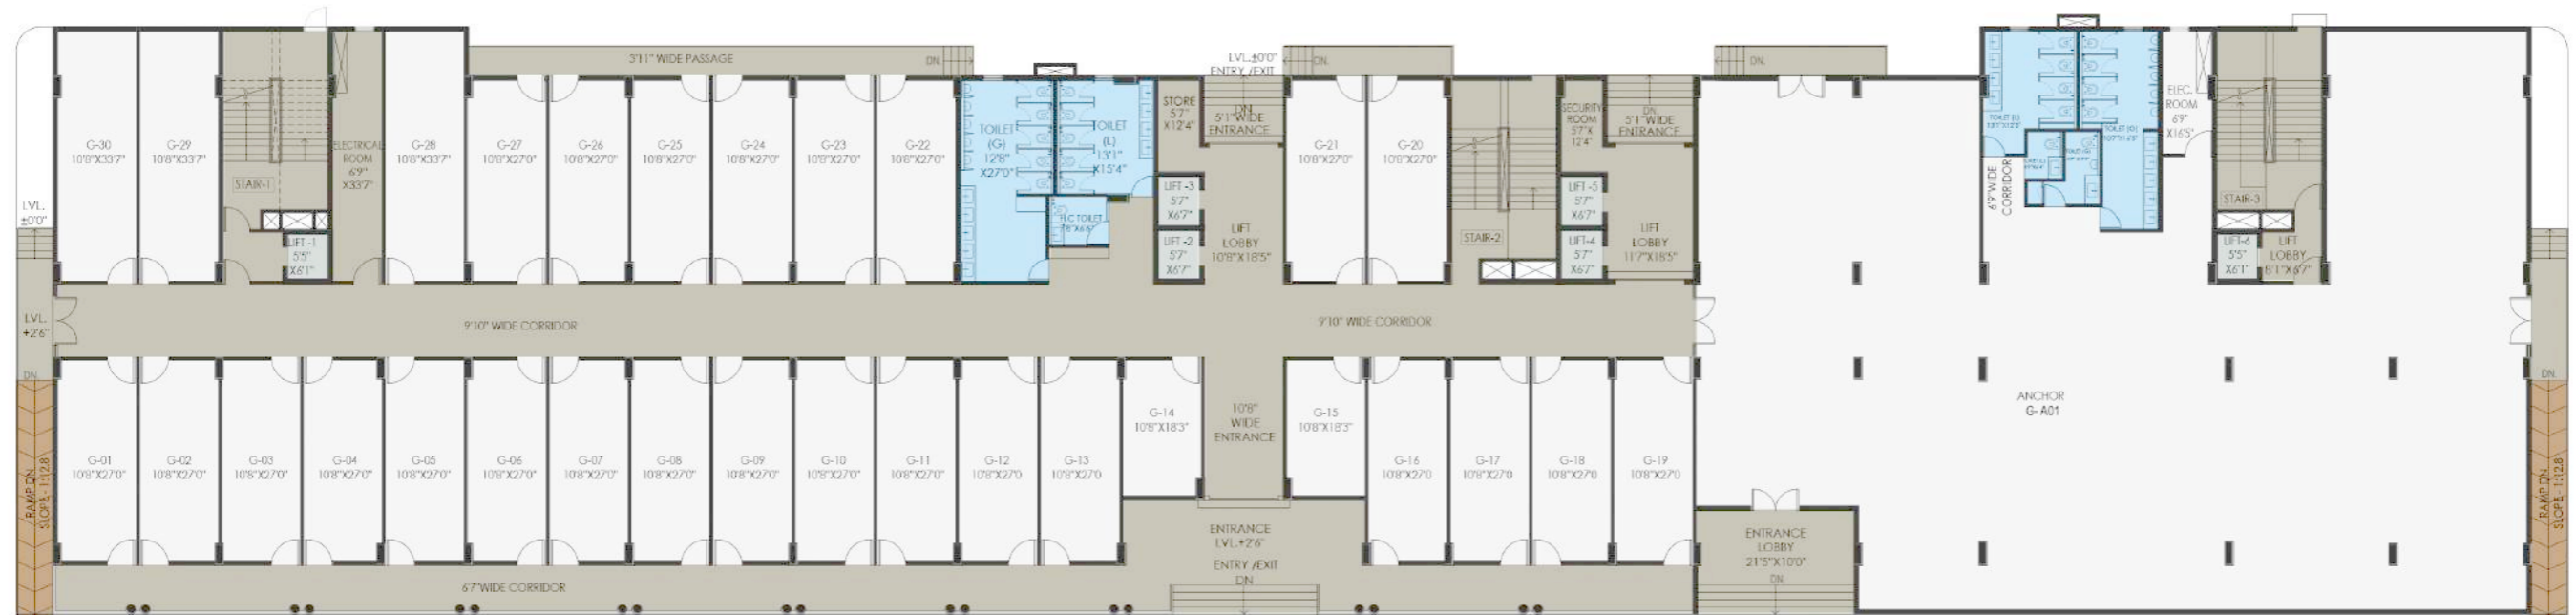 5'11" WIDE PASSAGE
DN.
LVL.±0'0"
ENTRY /EXIT
DN.
DN.
G-30
10'8"X33'7"
G-29
10'8"X33'7"
STAIR-1
ELECTRICAL
ROOM
6'9"
X33'7"
LIFT -1
5'5"
X6'1"
G-28
10'8"X33'7"
G-27
10'8"X27'0"
G-26
10'8"X27'0"
G-25
10'8"X27'0"
G-24
10'8"X27'0"
G-23
10'8"X27'0"
G-22
10'8"X27'0"
TOILET
(G)
12'8"
X27'0"
TOILET
(L)
13'1"
X15'4"
STORE
5'7"
X12'4"
DN.
5'1" WIDE
ENTRANCE
LIFT -3
5'7"
X6'7"
LIFT -2
5'7"
X6'7"
LIFT
LOBBY
10'8"X18'5"
G-21
10'8"X27'0"
G-20
10'8"X27'0"
STAIR-2
SECURITY
ROOM
5'7"X
12'4"
DN.
5'1" WIDE
ENTRANCE
LIFT -5
5'7"
X6'7"
LIFT-4
5'7"
X6'7"
LIFT
LOBBY
11'7"X18'5"
6'9"WIDE
CORRIDOR
ELEC.
ROOM
6'9"
X16'5"
STAIR-3
LIFT-6
5'5"
X6'1"
LIFT
LOBBY
8'1"X6'7"
LVL.
±0'0"
LVL.
+2'6"
DN.
9'10" WIDE CORRIDOR
9'10" WIDE CORRIDOR
DN.
ANCHOR
G- A01
G-01
10'8"X27'0"
G-02
10'8"X27'0"
G-03
10'8"X27'0"
G-04
10'8"X27'0"
G-05
10'8"X27'0"
G-06
10'8"X27'0"
G-07
10'8"X27'0"
G-08
10'8"X27'0"
G-09
10'8"X27'0"
G-10
10'8"X27'0"
G-11
10'8"X27'0"
G-12
10'8"X27'0
G-13
10'8"X27'0
G-14
10'8"X18'3"
10'8"
WIDE
ENTRANCE
G-15
10'8"X18'3"
G-16
10'8"X27'0
G-17
10'8"X27'0
G-18
10'8"X27'0
G-19
10'8"X27'0
RAMP DN
SLOPE - 1:12.8
ENTRANCE
LVL.+2'6"
ENTRY /EXIT
DN
ENTRANCE
LOBBY
21'5"X10'0"
DN.
RAMP DN
SLOPE - 1:12.8
6'7"WIDE CORRIDOR